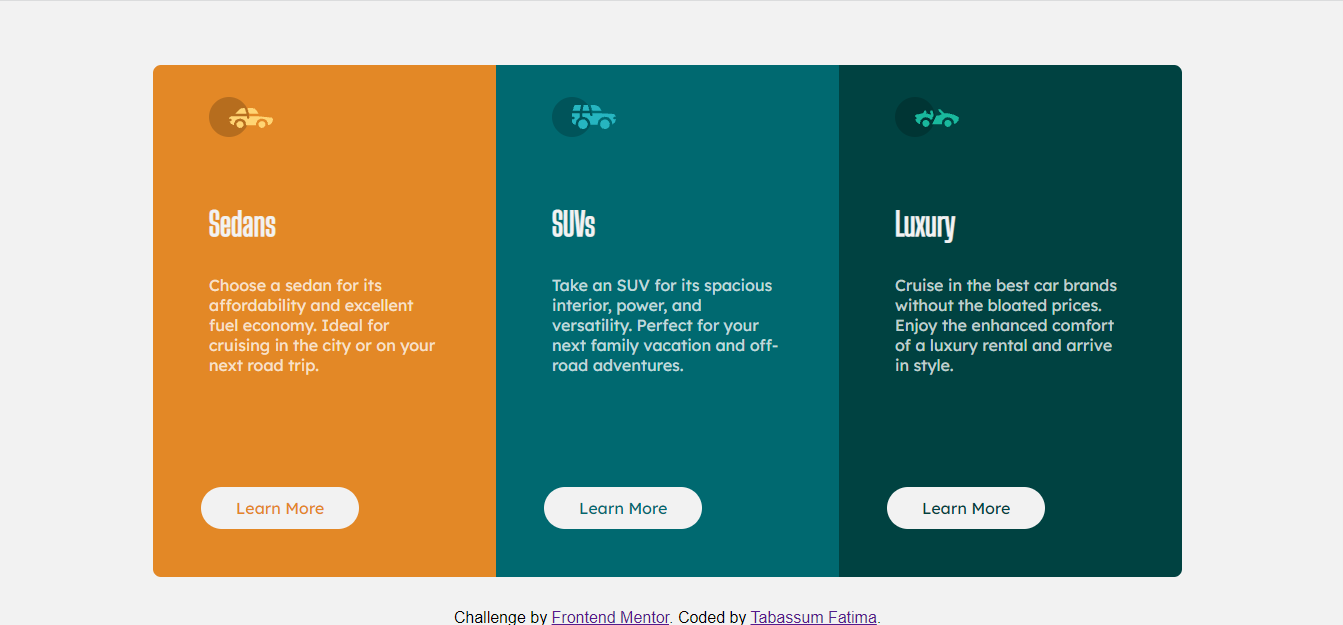 Sedans
Choose a sedan for its
affordability and excellent
fuel economy. Ideal for
cruising in the city or on your
next road trip.
Learn More
SUVs
Take an SUV for its spacious
interior, power, and
versatility. Perfect for your
next family vacation and off-
road adventures.
Learn More
Luxury
Cruise in the best car brands
without the bloated prices.
Enjoy the enhanced comfort
of a luxury rental and arrive
in style.
Learn More
Challenge by Frontend Mentor. Coded by Tabassum Fatima.